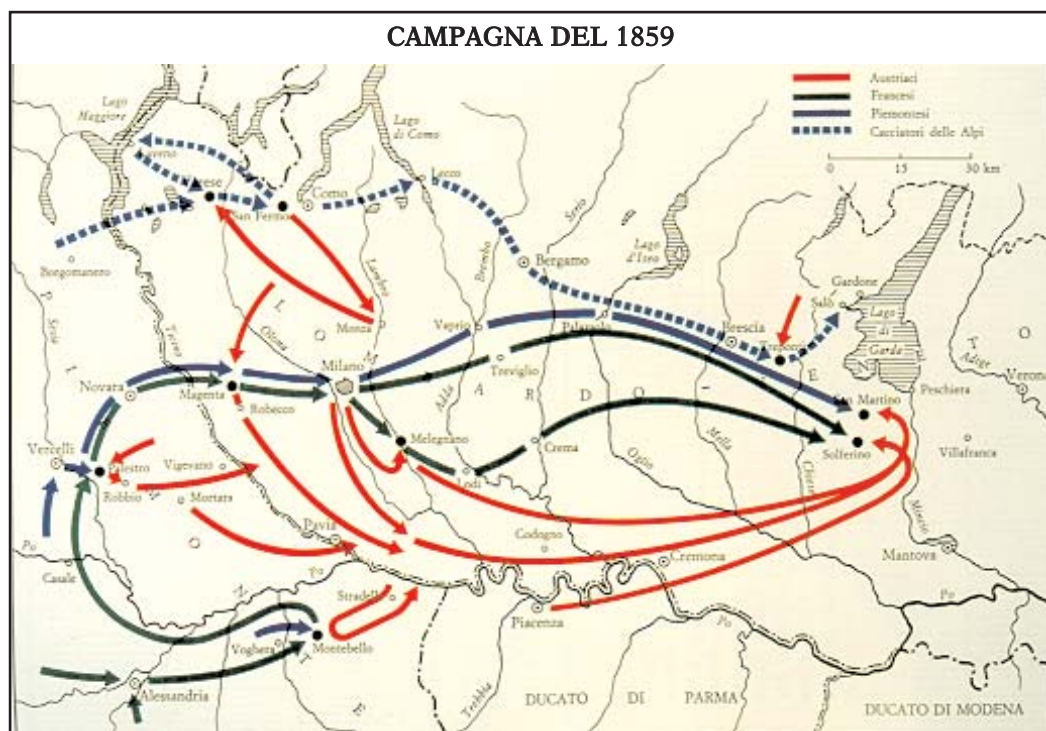 CAMPAGNA DEL 1859
Austriaci
Francesi
Piemontesi
Cacciatori delle Alpi
0 15 30 km
Lago
Maggiore
Lago
di Como
Como
Lecco
San Fermo
Borgomanero
Serio
Brembo
Bergamo
Lago
d'Iseo
Lambro
Gardone
Salò
Lago
di
Garda
Sesia
Ticino
Olona
Monza
Vaprio
Palazzolo
Brescia
Adige
Verona
Peschiera
P
I
L
O
M
A
R
D
O
I
E
N
T
E
Novara
Magenta
Milano
Treviglio
Adda
Robecco
San Martino
Vercelli
Palestro
Vigevano
Melegnano
Crema
Mella
Solferino
Villafranca
Robbio
Mortara
Lodi
Oglio
Chiese
Mincio
Po
Pavia
Codogno
Cremona
Mantova
Casale
Po
Stradella
Piacenza
Po
Po
Voghera
Montebello
Alessandria
Trebbia
DUCATO DI PARMA
DUCATO DI MODENA